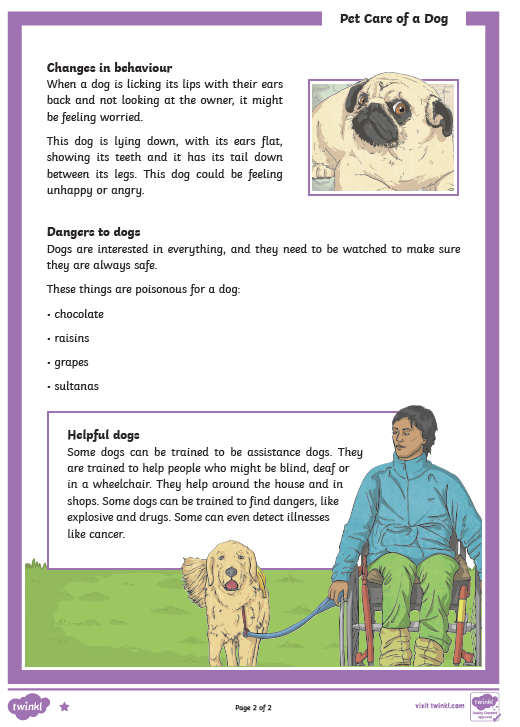 Pet Care of a Dog
Changes in behaviour
When a dog is licking its lips with their ears
back and not looking at the owner, it might
be feeling worried.
This dog is lying down, with its ears flat,
showing its teeth and it has its tail down
between its legs. This dog could be feeling
unhappy or angry.
Dangers to dogs
Dogs are interested in everything, and they need to be watched to make sure
they are always safe.
These things are poisonous for a dog:
• chocolate
• raisins
• grapes
• sultanas
Helpful dogs
Some dogs can be trained to be assistance dogs. They
are trained to help people who might be blind, deaf or
in a wheelchair. They help around the house and in
shops. Some dogs can be trained to find dangers, like
explosive and drugs. Some can even detect illnesses
like cancer.
twinkl
Page 2 of 2
visit twinkl.com
twinkl
Quality Standard
Approved